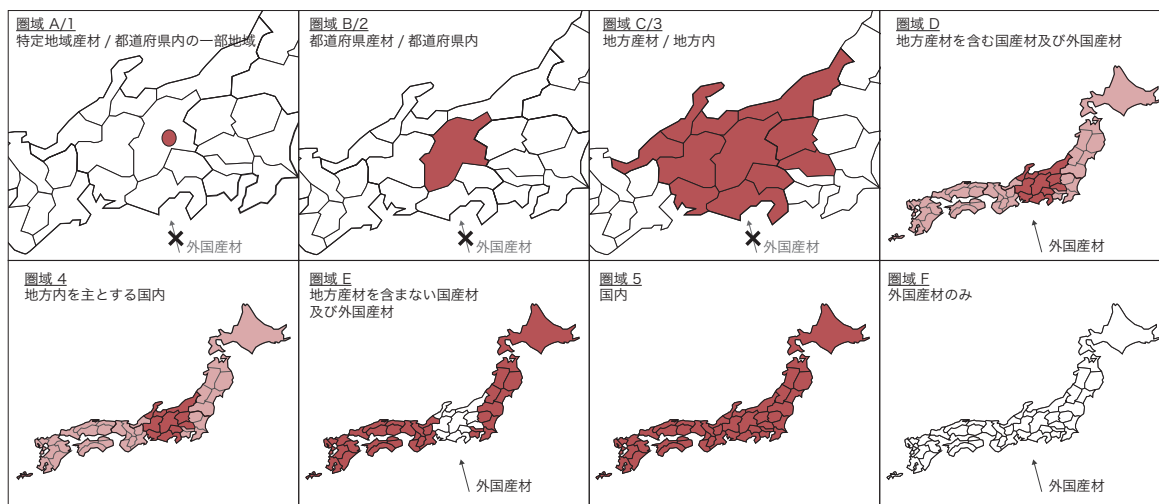 圏域 A/1
特定地域産材 / 都道府県内の一部地域
外国産材
圏域 B/2
都道府県産材 / 都道府県内
外国産材
圏域 C/3
地方産材 / 地方内
外国産材
圏域 D
地方産材を含む国産材及び外国産材
外国産材
圏域 4
地方内を主とする国内
圏域 E
地方産材を含まない国産材
及び外国産材
外国産材
圏域 5
国内
圏域 F
外国産材のみ
外国産材